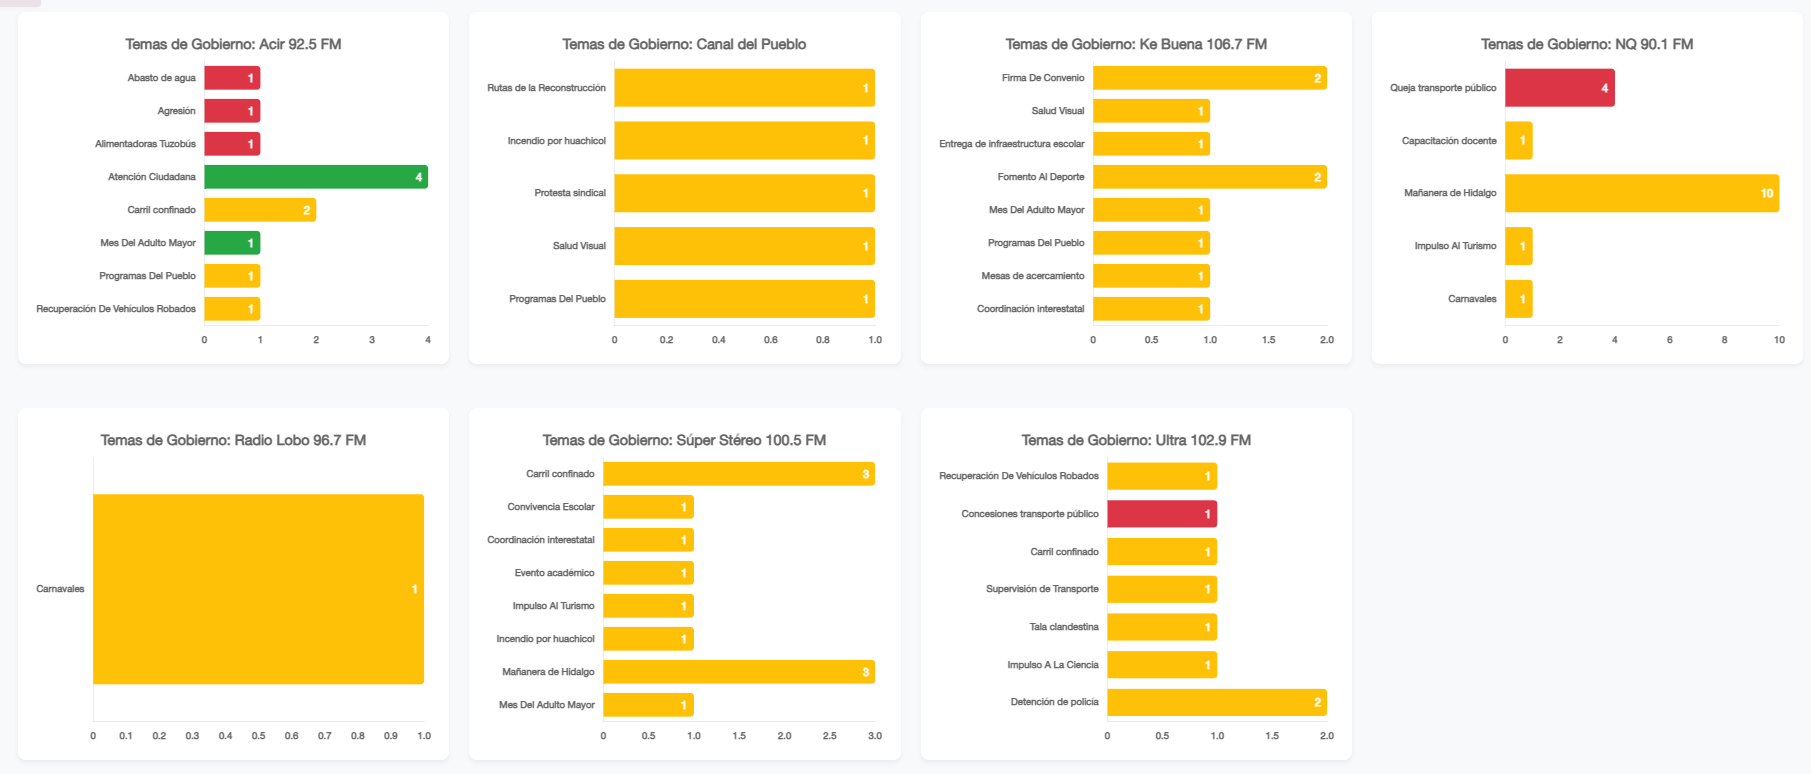 Temas de Gobierno: Acir 92.5 FM
Abasto de agua 1
Agresión 1
Alimentadoras Tuzobús 1
Atención Ciudadana 4
Carril confinado 2
Mes Del Adulto Mayor 1
Programas Del Pueblo 1
Recuperación De Vehículos Robados 1
0 1 2 3 4
Temas de Gobierno: Canal del Pueblo
Rutas de la Reconstrucción 1
Incendio por huachicol 1
Protesta sindical 1
Salud Visual 1
Programas Del Pueblo 1
0 0.2 0.4 0.6 0.8 1.0
Temas de Gobierno: Ke Buena 106.7 FM
Firma De Convenio 2
Salud Visual 1
Entrega de infraestructura escolar 1
Fomento Al Deporte 2
Mes Del Adulto Mayor 1
Programas Del Pueblo 1
Mesas de acercamiento 1
Coordinación interestatal 1
0 0.5 1.0 1.5 2.0
Temas de Gobierno: NQ 90.1 FM
Queja transporte público 4
Capacitación docente 1
Mañanera de Hidalgo 10
Impulso Al Turismo 1
Carnavales 1
0 2 4 6 8 10
Temas de Gobierno: Radio Lobo 96.7 FM
Carnavales 1
0 0.1 0.2 0.3 0.4 0.5 0.6 0.7 0.8 0.9 1.0
Temas de Gobierno: Súper Stéreo 100.5 FM
Carril confinado 3
Convivencia Escolar 1
Coordinación interestatal 1
Evento académico 1
Impulso Al Turismo 1
Incendio por huachicol 1
Mañanera de Hidalgo 3
Mes Del Adulto Mayor 1
0 0.5 1.0 1.5 2.0 2.5 3.0
Temas de Gobierno: Ultra 102.9 FM
Recuperación De Vehículos Robados 1
Concesiones transporte público 1
Carril confinado 1
Supervisión de Transporte 1
Tala clandestina 1
Impulso A La Ciencia 1
Detención de policía 2
0 0.5 1.0 1.5 2.0